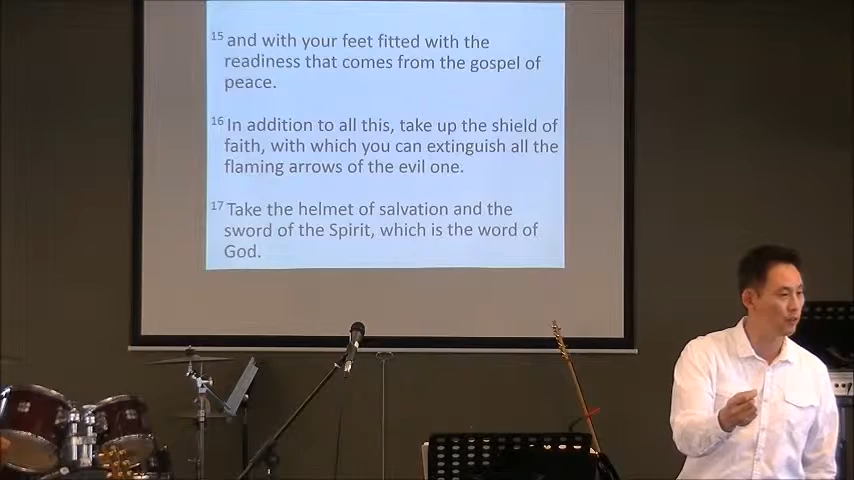 15 and with your feet fitted with the
readiness that comes from the gospel of
peace.
16 In addition to all this, take up the shield of
faith, with which you can extinguish all the
flaming arrows of the evil one.
17 Take the helmet of salvation and the
sword of the Spirit, which is the word of
God.